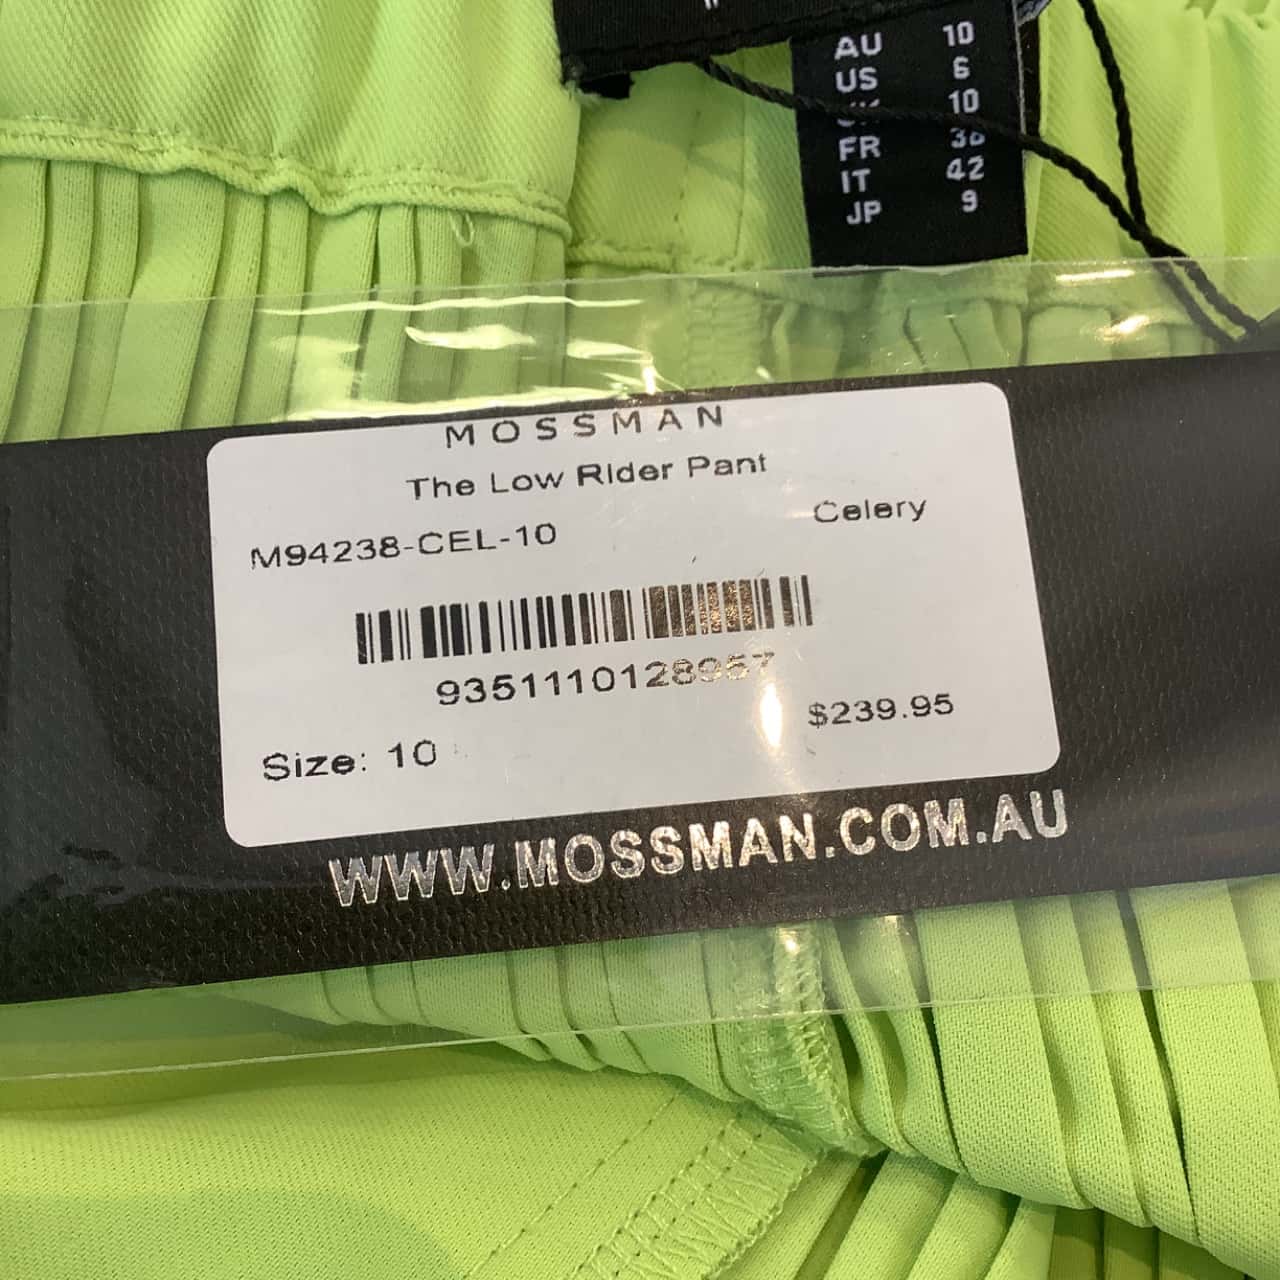 AU 10
US 6
10
FR 38
IT 42
JP 9
MOSSMAN
The Low Rider Pant
M94238-CEL-10 Celery
9351110128957
$239.95
Size: 10
WWW.MOSSMAN.COM.AU